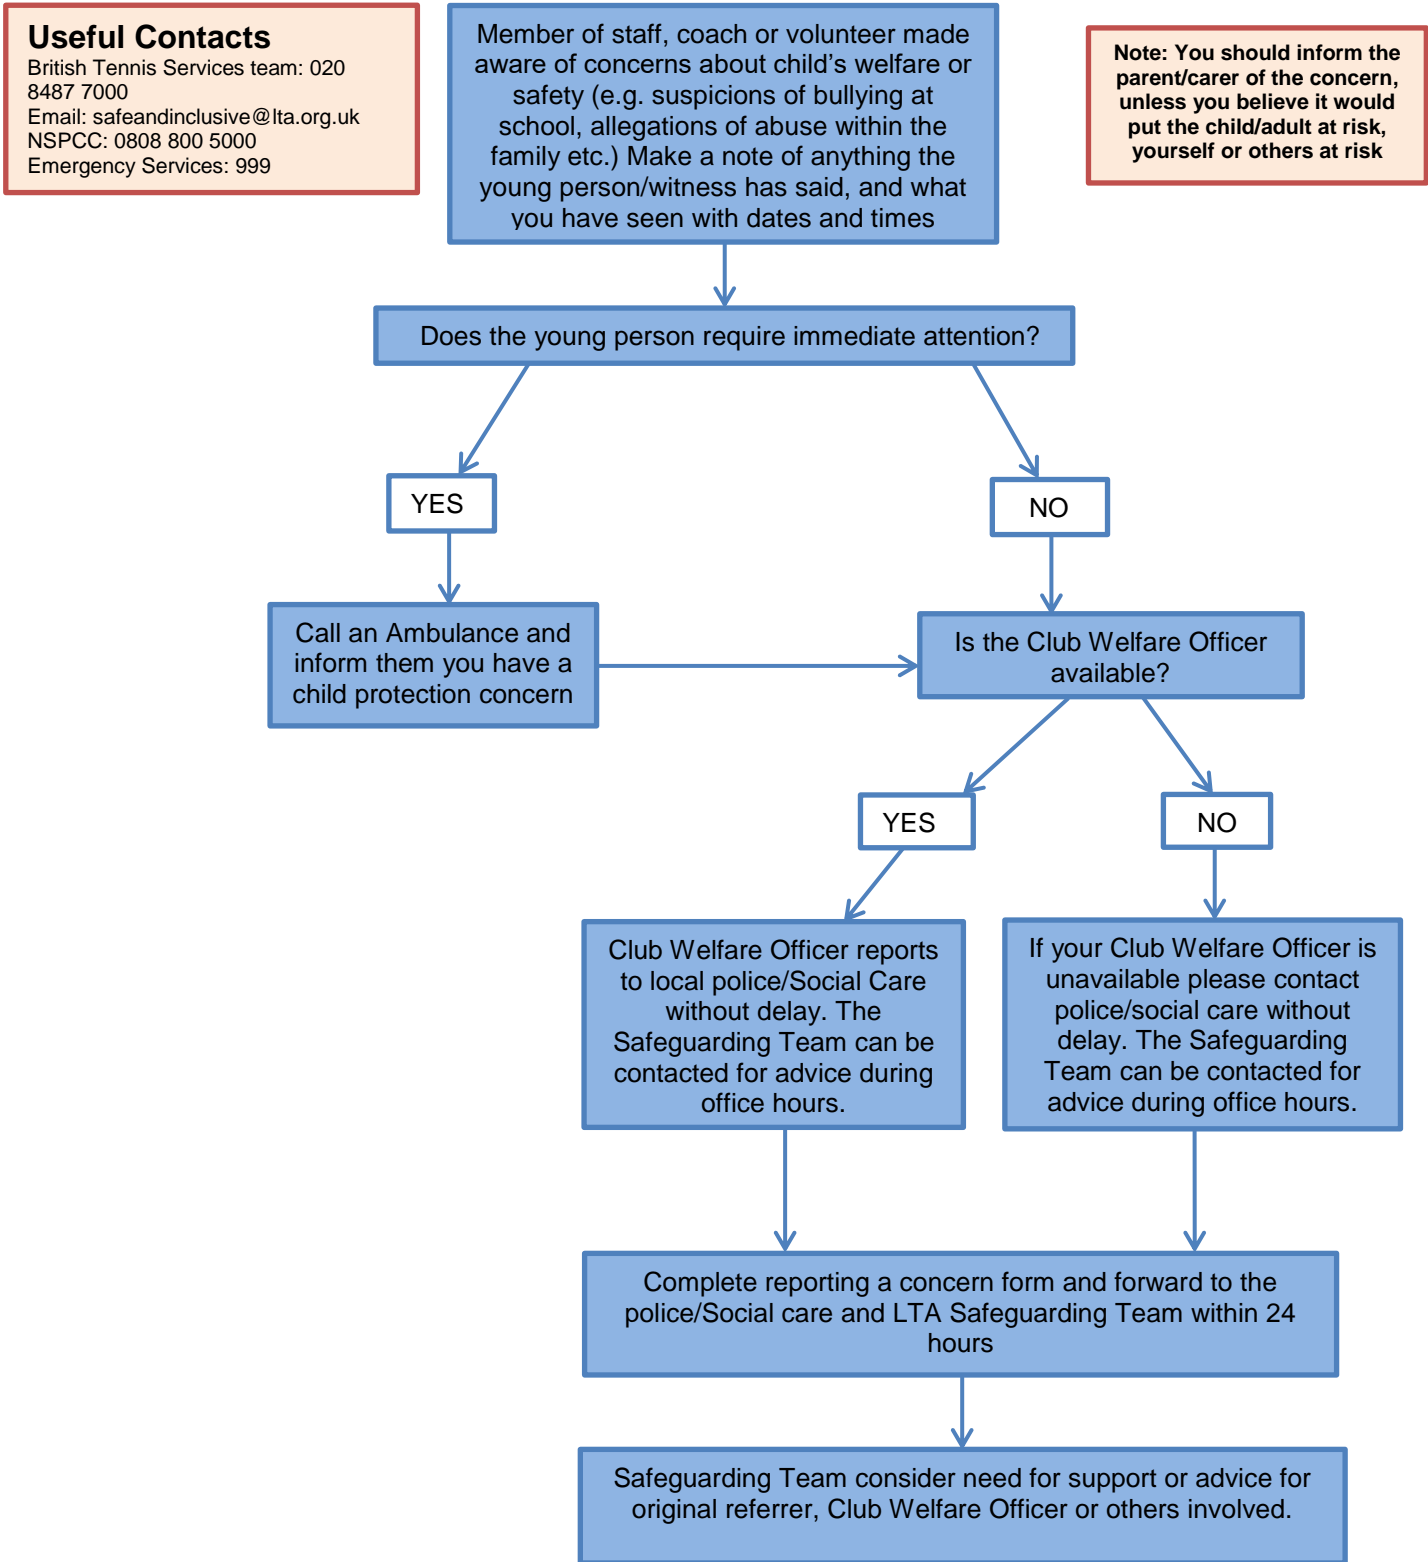 Useful Contacts
British Tennis Services team: 020
8487 7000
Email: safeandinclusive@lta.org.uk
NSPCC: 0808 800 5000
Emergency Services: 999
Member of staff, coach or volunteer made
aware of concerns about child’s welfare or
safety (e.g. suspicions of bullying at
school, allegations of abuse within the
family etc.) Make a note of anything the
young person/witness has said, and what
you have seen with dates and times
Note: You should inform the
parent/carer of the concern,
unless you believe it would
put the child/adult at risk,
yourself or others at risk
Does the young person require immediate attention?
YES
NO
Call an Ambulance and
inform them you have a
child protection concern
Is the Club Welfare Officer
available?
YES
NO
Club Welfare Officer reports
to local police/Social Care
without delay. The
Safeguarding Team can be
contacted for advice during
office hours.
If your Club Welfare Officer is
unavailable please contact
police/social care without
delay. The Safeguarding
Team can be contacted for
advice during office hours.
Complete reporting a concern form and forward to the
police/Social care and LTA Safeguarding Team within 24
hours
Safeguarding Team consider need for support or advice for
original referrer, Club Welfare Officer or others involved.